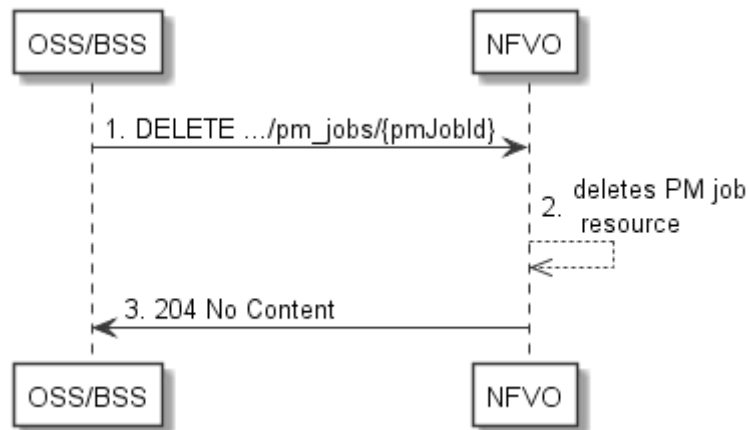 OSS/BSS
NFVO
1. DELETE .../pm_jobs/{pmJobId}
2. deletes PM job
resource
3. 204 No Content
OSS/BSS
NFVO